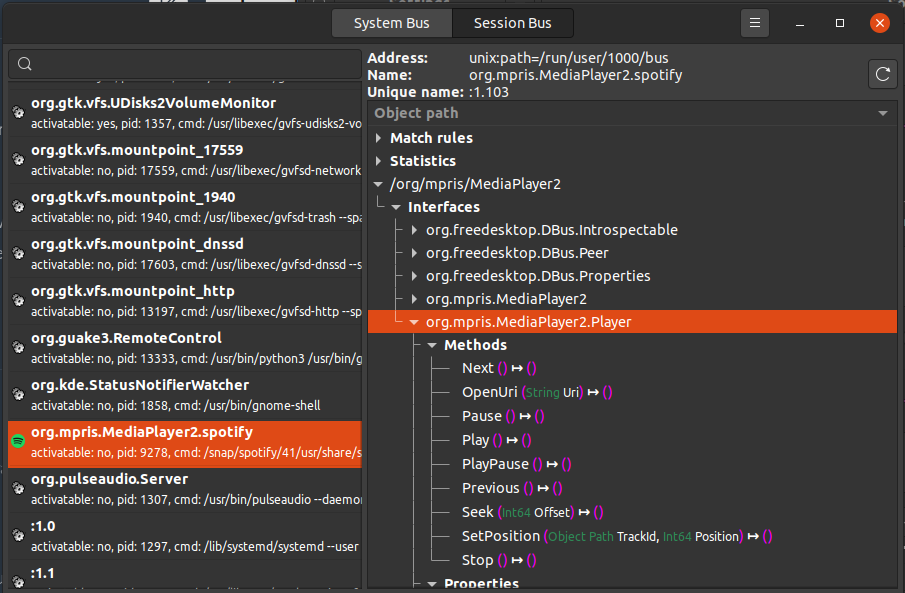 System Bus
Session Bus
org.gtk.vfs.UDisks2VolumeMonitor
activatable: yes, pid: 1357, cmd: /usr/libexec/gvfs-udisks2-vo
org.gtk.vfs.mountpoint_17559
activatable: no, pid: 17559, cmd: /usr/libexec/gvfsd-network
org.gtk.vfs.mountpoint_1940
activatable: no, pid: 1940, cmd: /usr/libexec/gvfsd-trash --spa
org.gtk.vfs.mountpoint_dnssd
activatable: no, pid: 17603, cmd: /usr/libexec/gvfsd-dnssd --s
org.gtk.vfs.mountpoint_http
activatable: no, pid: 13197, cmd: /usr/libexec/gvfsd-http --sp
org.guake3.RemoteControl
activatable: no, pid: 13333, cmd: /usr/bin/python3 /usr/bin/g
org.kde.StatusNotifierWatcher
activatable: no, pid: 1858, cmd: /usr/bin/gnome-shell
org.mpris.MediaPlayer2.spotify
activatable: no, pid: 9278, cmd: /snap/spotify/41/usr/share/s
org.pulseaudio.Server
activatable: no, pid: 1307, cmd: /usr/bin/pulseaudio --daemo
:1.0
activatable: no, pid: 1297, cmd: /lib/systemd/systemd --user
:1.1
Address: unix:path=/run/user/1000/bus
Name: org.mpris.MediaPlayer2.spotify
Unique name: :1.103
Object path
Match rules
Statistics
/org/mpris/MediaPlayer2
Interfaces
org.freedesktop.DBus.Introspectable
org.freedesktop.DBus.Peer
org.freedesktop.DBus.Properties
org.mpris.MediaPlayer2
org.mpris.MediaPlayer2.Player
Methods
Next () ↦ ()
OpenUri (String Uri) ↦ ()
Pause () ↦ ()
Play () ↦ ()
PlayPause () ↦ ()
Previous () ↦ ()
Seek (Int64 Offset) ↦ ()
SetPosition (Object Path TrackId, Int64 Position) ↦ ()
Stop () ↦ ()
Properties